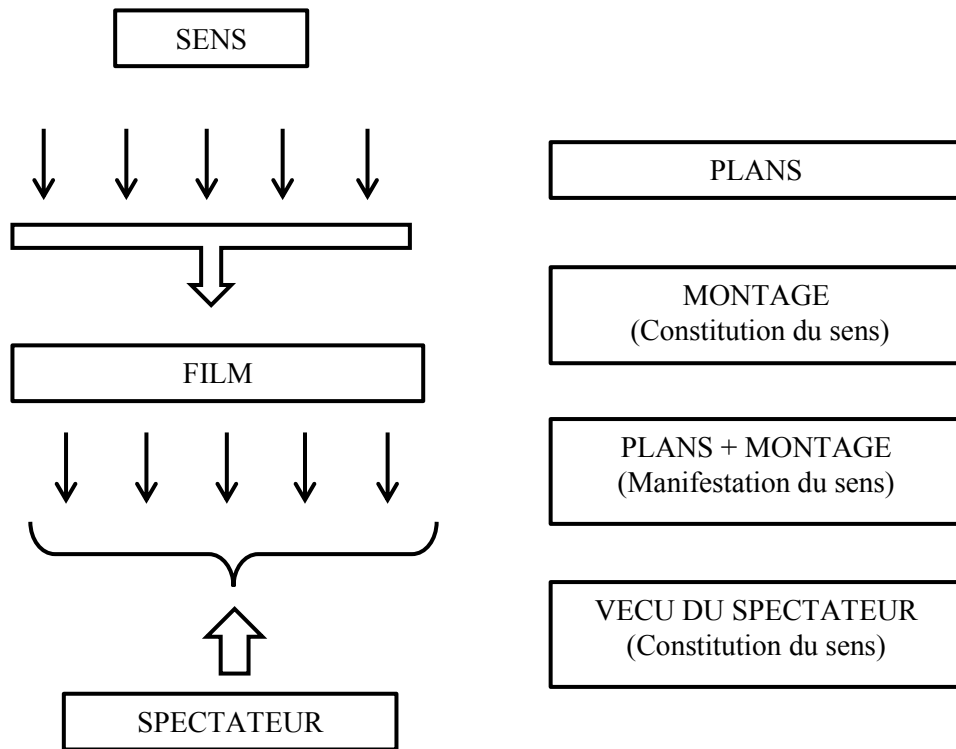 SENS
PLANS
MONTAGE
(Constitution du sens)
FILM
PLANS + MONTAGE
(Manifestation du sens)
VECU DU SPECTATEUR
(Constitution du sens)
SPECTATEUR